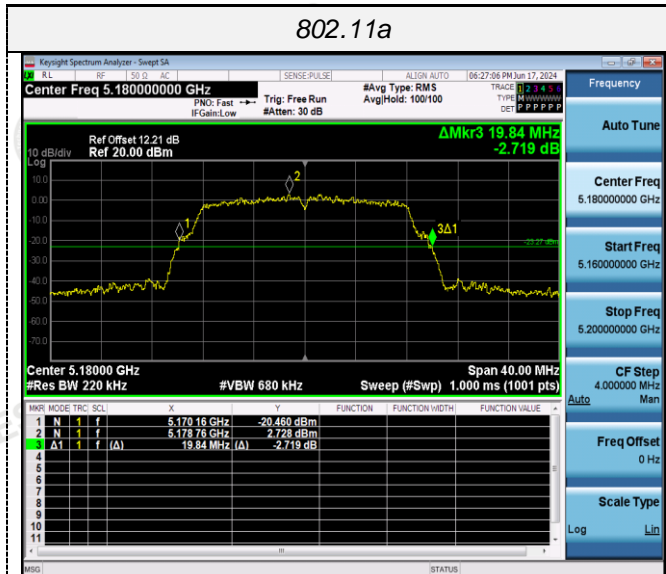 802.11a
Keysight Spectrum Analyzer - Swept SA
RL RF 50 Ω AC SENSE:PULSE ALIGN AUTO 06:27:06 PM Jun 17, 2024
Center Freq 5.180000000 GHz
PNO: Fast
IFGain:Low
Trig: Free Run
#Atten: 30 dB
#Avg Type: RMS
Avg|Hold: 100/100
TRACE 1 2 3 4 5 6
TYPE M WWWWW
DET P P P P P P
Ref Offset 12.21 dB
10 dB/div Ref 20.00 dBm
Log
ΔMkr3 19.84 MHz
-2.719 dB
10.0
0.00
-10.0
-20.0
-30.0
-40.0
-50.0
-60.0
-70.0
1
2
3Δ1
-23.27 dBm
Center 5.18000 GHz Span 40.00 MHz
#Res BW 220 kHz #VBW 680 kHz Sweep (#Swp) 1.000 ms (1001 pts)
MKR MODE TRC SCL X Y FUNCTION FUNCTION WIDTH FUNCTION VALUE
1 N 1 f 5.170 16 GHz -20.460 dBm
2 N 1 f 5.178 76 GHz 2.728 dBm
3 Δ1 1 f (Δ) 19.84 MHz (Δ) -2.719 dB
4
5
6
7
8
9
10
11
MSG STATUS
Frequency
Auto Tune
Center Freq
5.180000000 GHz
Start Freq
5.160000000 GHz
Stop Freq
5.200000000 GHz
CF Step
4.000000 MHz
Auto Man
Freq Offset
0 Hz
Scale Type
Log Lin